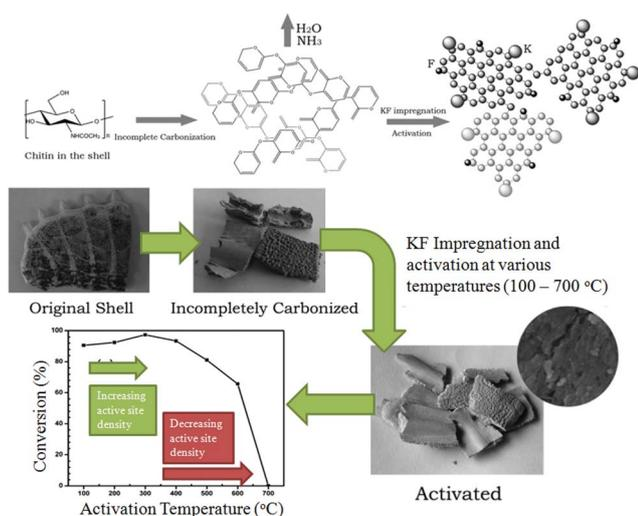 H₂O
NH₃
F
K
OH
O
HO
O
NHCOCH₃
n
Chitin in the shell
Incomplete Carbonization
KF impregnation
Activation
Original Shell
Incompletely Carbonized
KF Impregnation and
activation at various
temperatures (100 – 700 °C)
Conversion (%)
100
80
60
40
20
0
Increasing
active site
density
Decreasing
active site
density
100 200 300 400 500 600 700
Activation Temperature (°C)
Activated